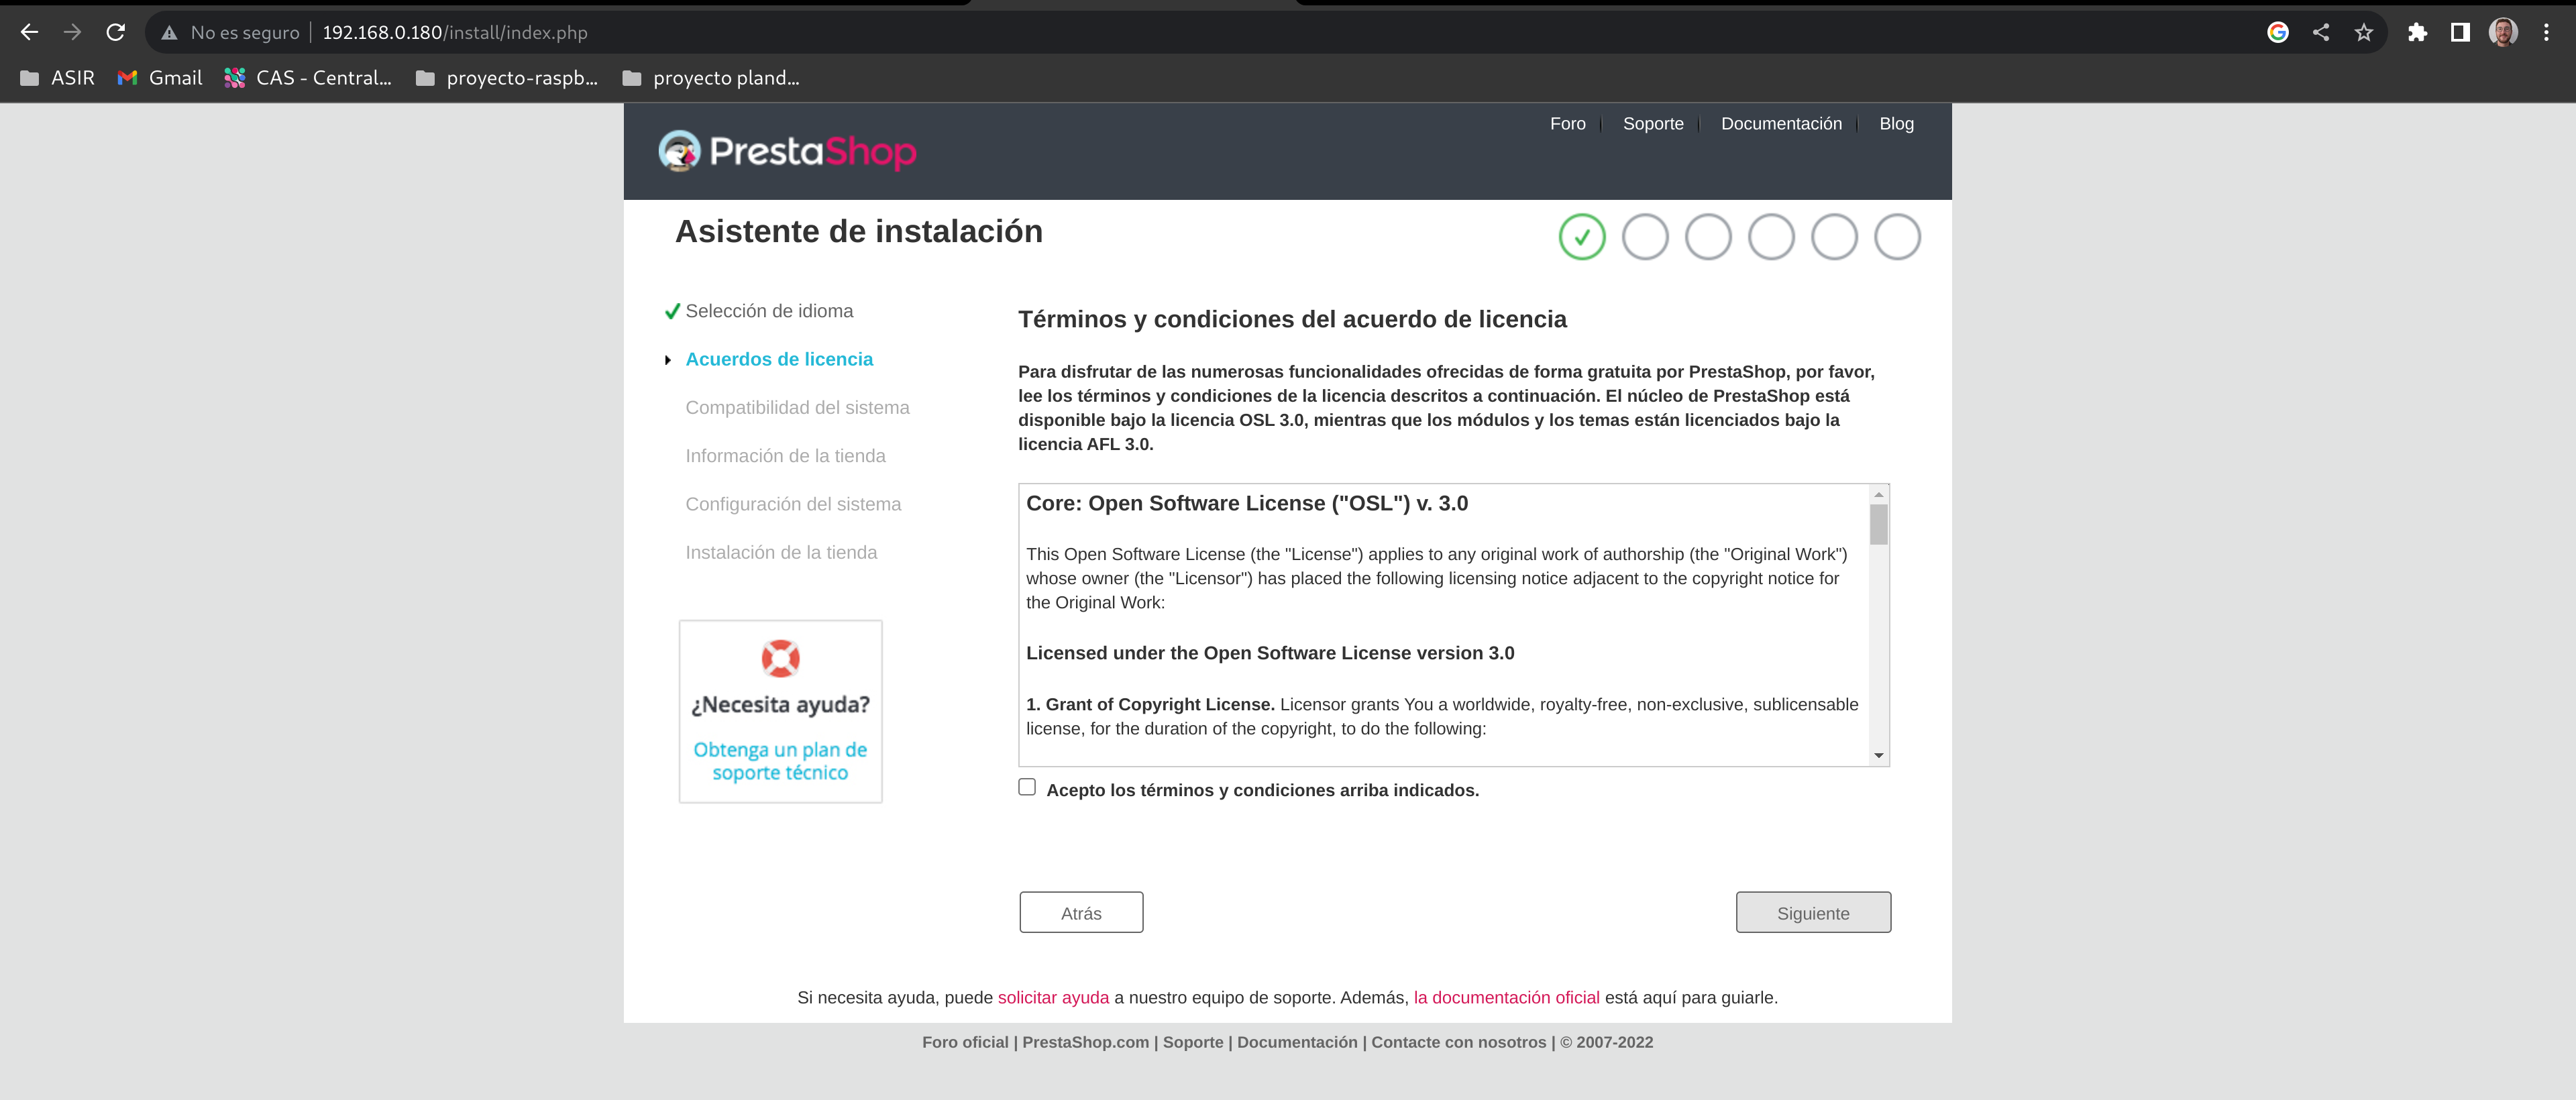 No es seguro 192.168.0.180/install/index.php
ASIR Gmail CAS - Central... proyecto-raspb... proyecto pland...
PrestaShop
Foro Soporte Documentación Blog
Asistente de instalación
Selección de idioma
Acuerdos de licencia
Compatibilidad del sistema
Información de la tienda
Configuración del sistema
Instalación de la tienda
¿Necesita ayuda?
Obtenga un plan de
soporte técnico
Términos y condiciones del acuerdo de licencia
Para disfrutar de las numerosas funcionalidades ofrecidas de forma gratuita por PrestaShop, por favor,
lee los términos y condiciones de la licencia descritos a continuación. El núcleo de PrestaShop está
disponible bajo la licencia OSL 3.0, mientras que los módulos y los temas están licenciados bajo la
licencia AFL 3.0.
Core: Open Software License ("OSL") v. 3.0
This Open Software License (the "License") applies to any original work of authorship (the "Original Work")
whose owner (the "Licensor") has placed the following licensing notice adjacent to the copyright notice for
the Original Work:
Licensed under the Open Software License version 3.0
1. Grant of Copyright License. Licensor grants You a worldwide, royalty-free, non-exclusive, sublicensable
license, for the duration of the copyright, to do the following:
Acepto los términos y condiciones arriba indicados.
Atrás Siguiente
Si necesita ayuda, puede solicitar ayuda a nuestro equipo de soporte. Además, la documentación oficial está aquí para guiarle.
Foro oficial | PrestaShop.com | Soporte | Documentación | Contacte con nosotros | © 2007-2022